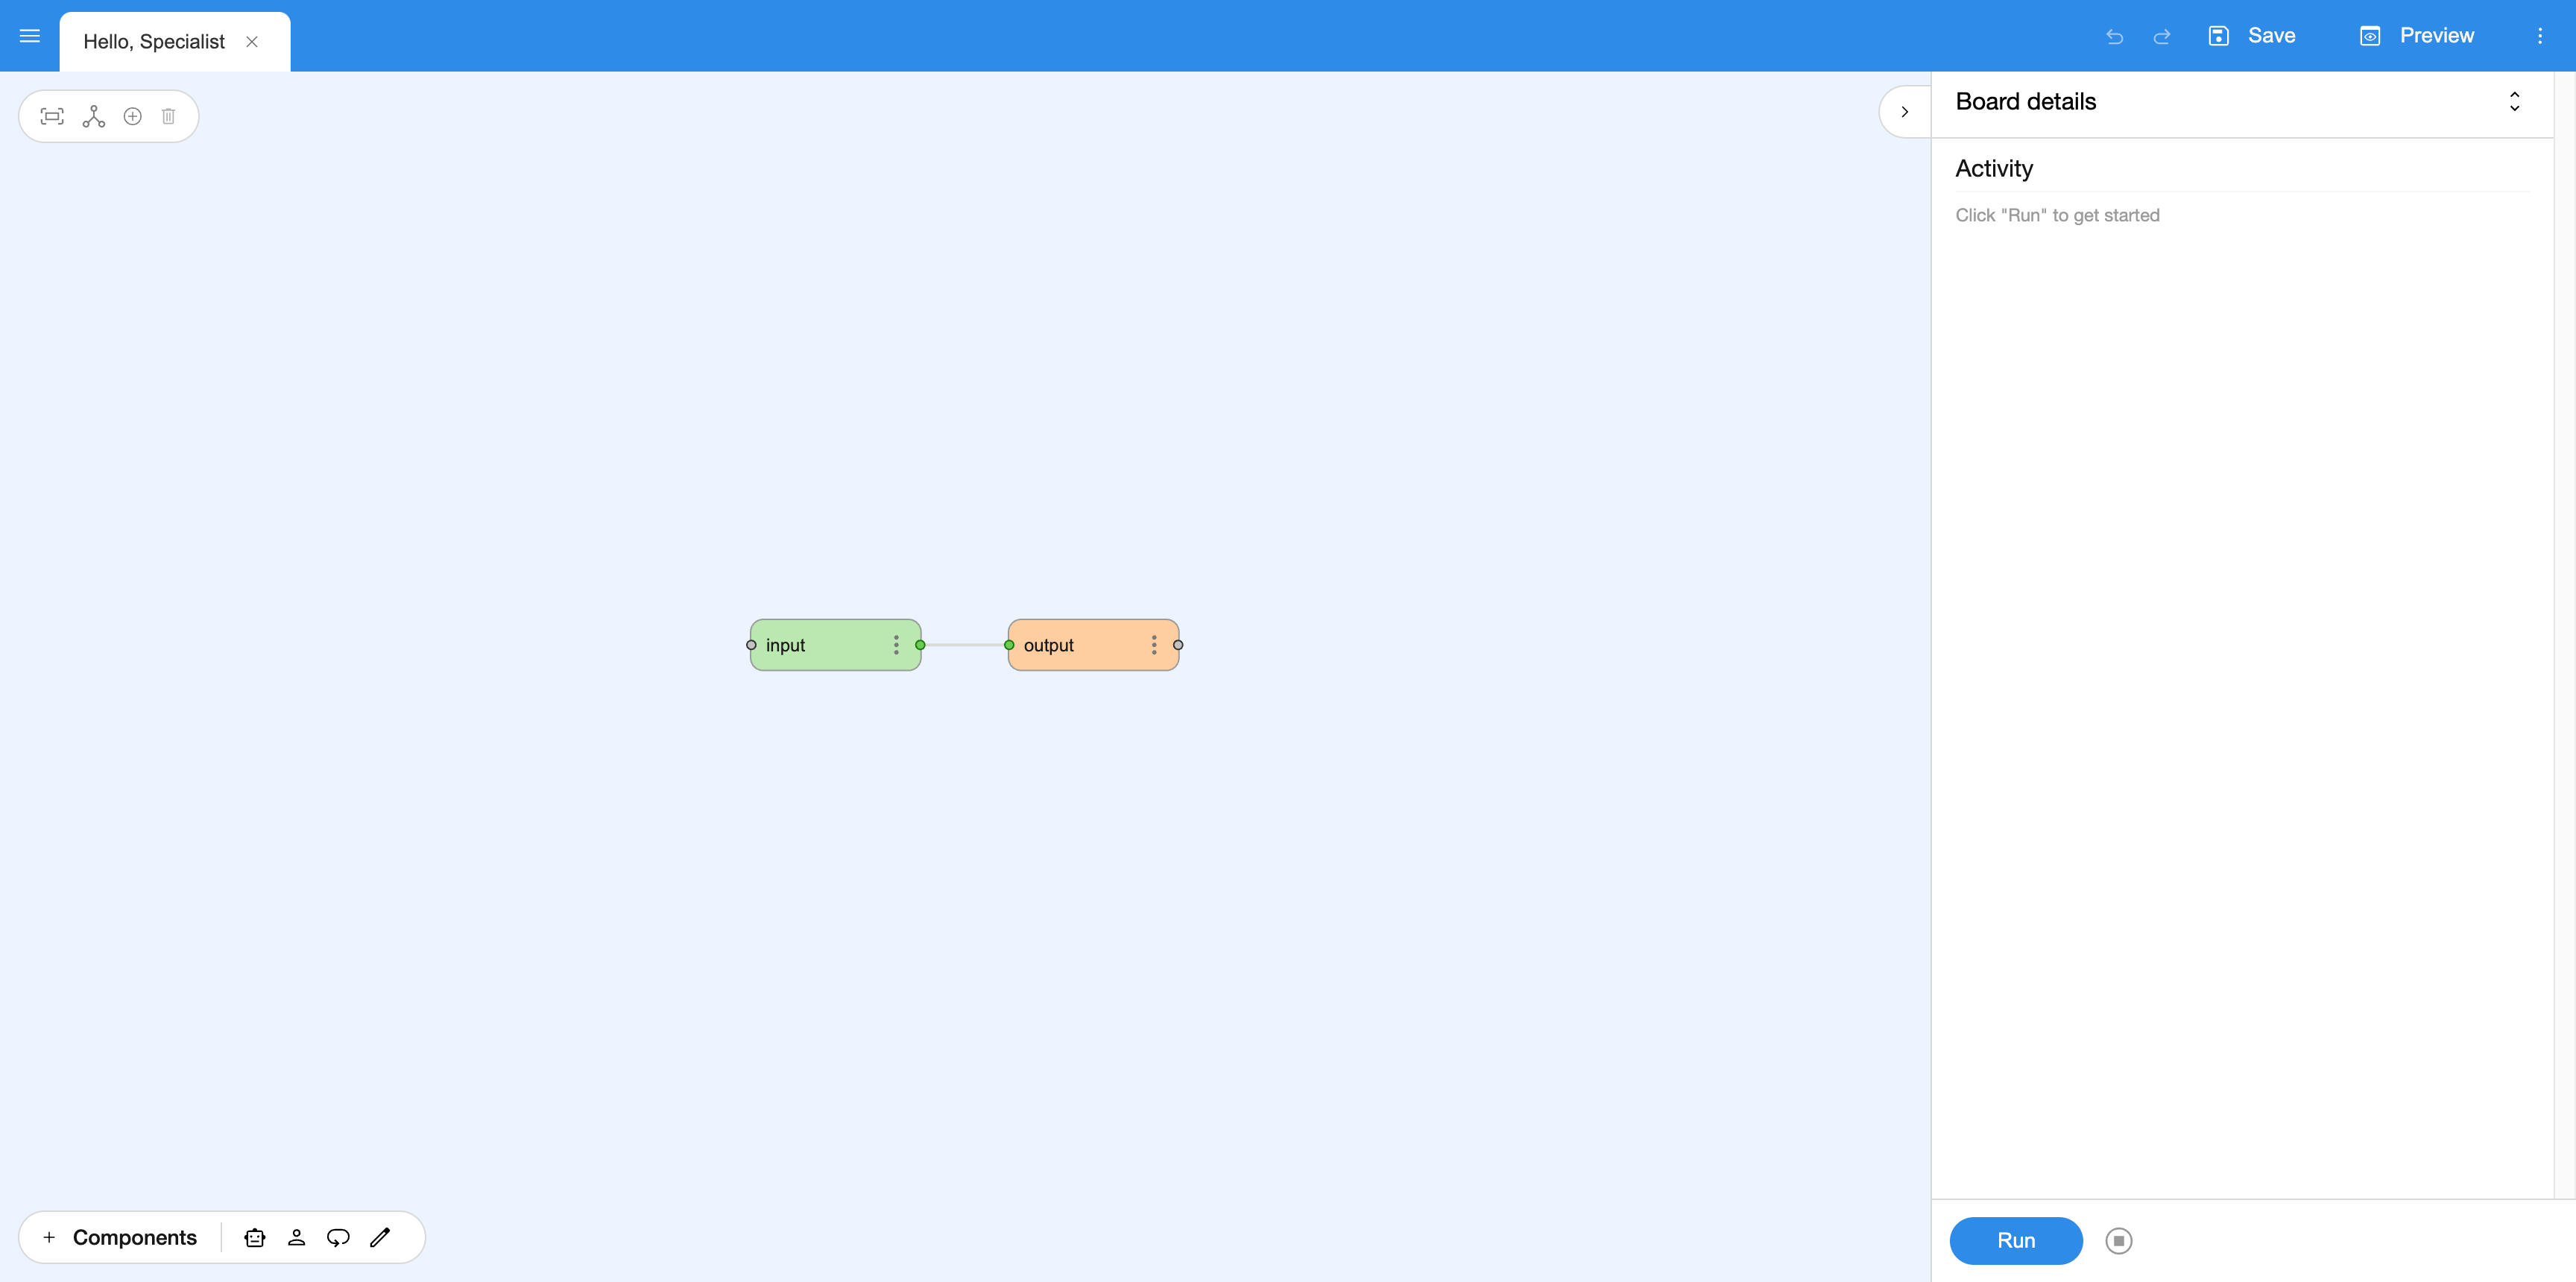 Hello, Specialist
Save
Preview
Board details
Activity
Click "Run" to get started
input
output
Components
Run